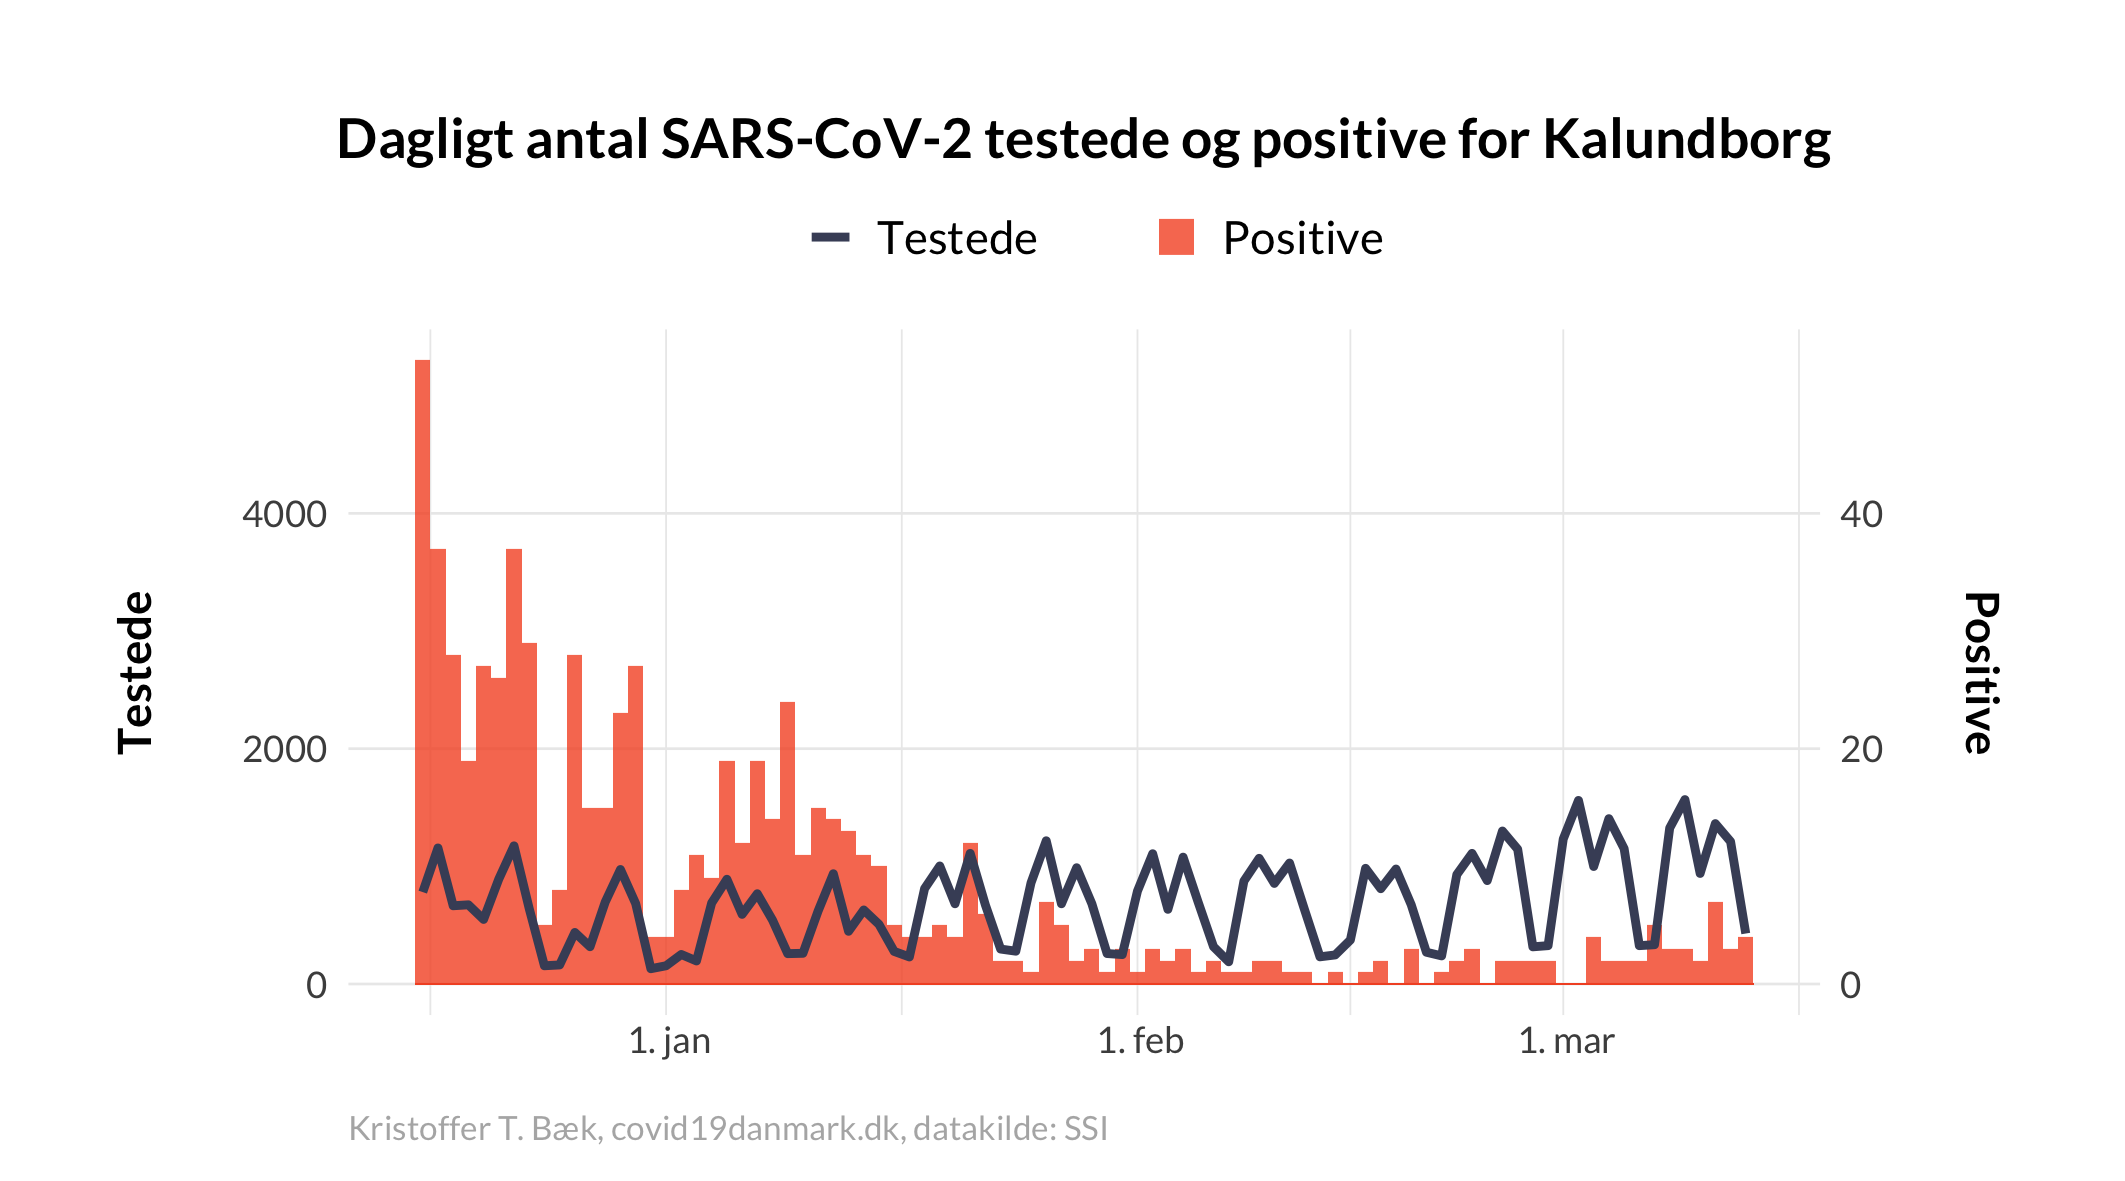 Dagligt antal SARS-CoV-2 testede og positive for Kalundborg
Testede
Positive
Testede
4000
2000
0
40
20
0
Positive
1. jan
1. feb
1. mar
Kristoffer T. Bæk, covid19danmark.dk, datakilde: SSI